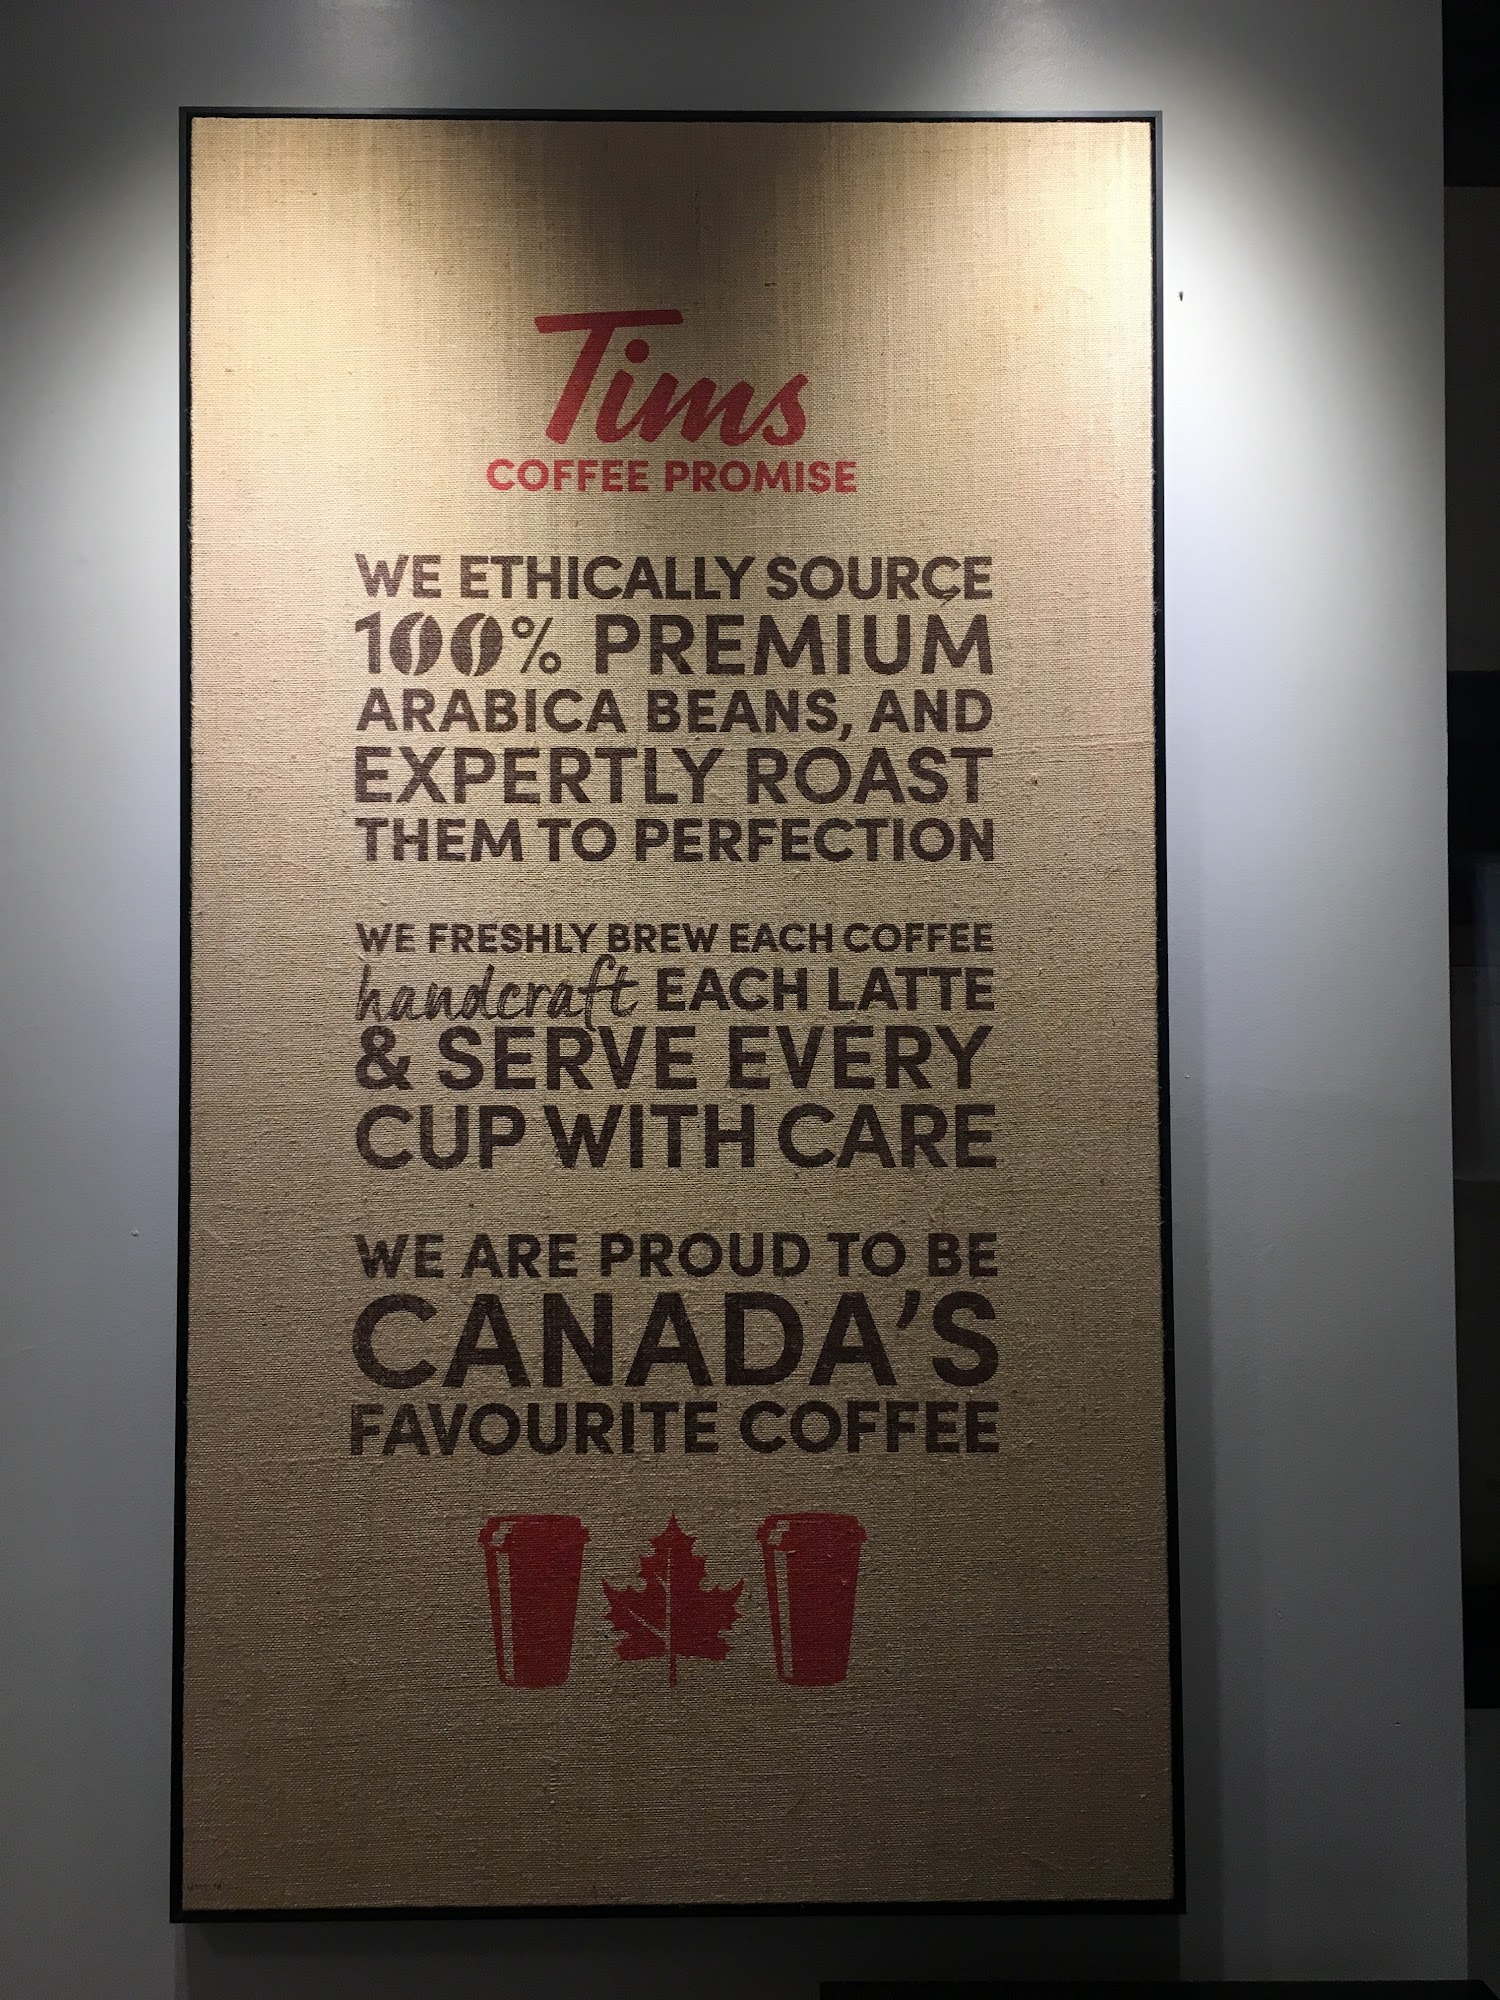 Tims
COFFEE PROMISE
WE ETHICALLY SOURCE
100% PREMIUM
ARABICA BEANS, AND
EXPERTLY ROAST
THEM TO PERFECTION
WE FRESHLY BREW EACH COFFEE
handcraft EACH LATTE
& SERVE EVERY
CUP WITH CARE
WE ARE PROUD TO BE
CANADA'S
FAVOURITE COFFEE